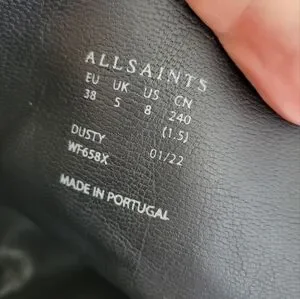 ALLSAINTS
EU UK US CN
38 5 8 240
(1.5)
DUSTY 01/22
WF658X
MADE IN PORTUGAL